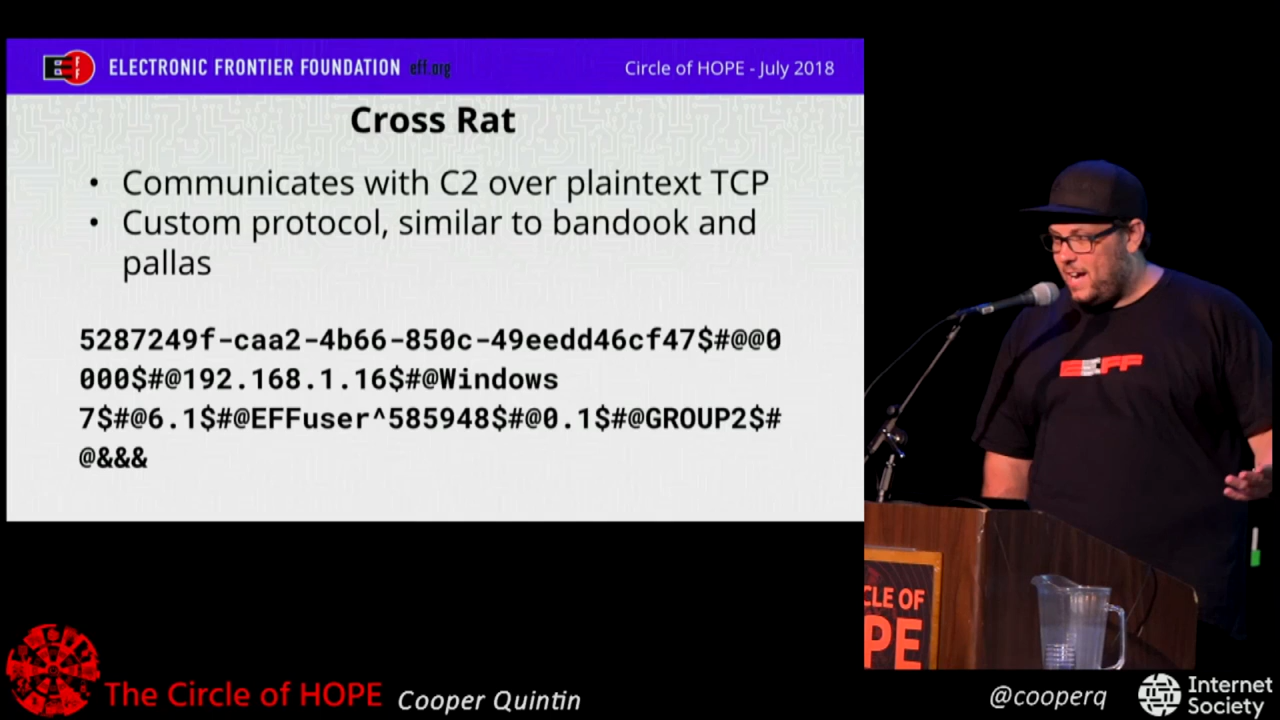 EFF
ELECTRONIC FRONTIER FOUNDATION eff.org
Circle of HOPE - July 2018
Cross Rat
• Communicates with C2 over plaintext TCP
• Custom protocol, similar to bandook and
pallas
5287249f-caa2-4b66-850c-49eedd46cf47$#@@0
000$#@192.168.1.16$#@Windows
7$#@6.1$#@EFFuser^585948$#@0.1$#@GROUP2$#
@&&&
EFF
CLE OF
PE
The Circle of HOPE
Cooper Quintin
@cooperq
Internet
Society